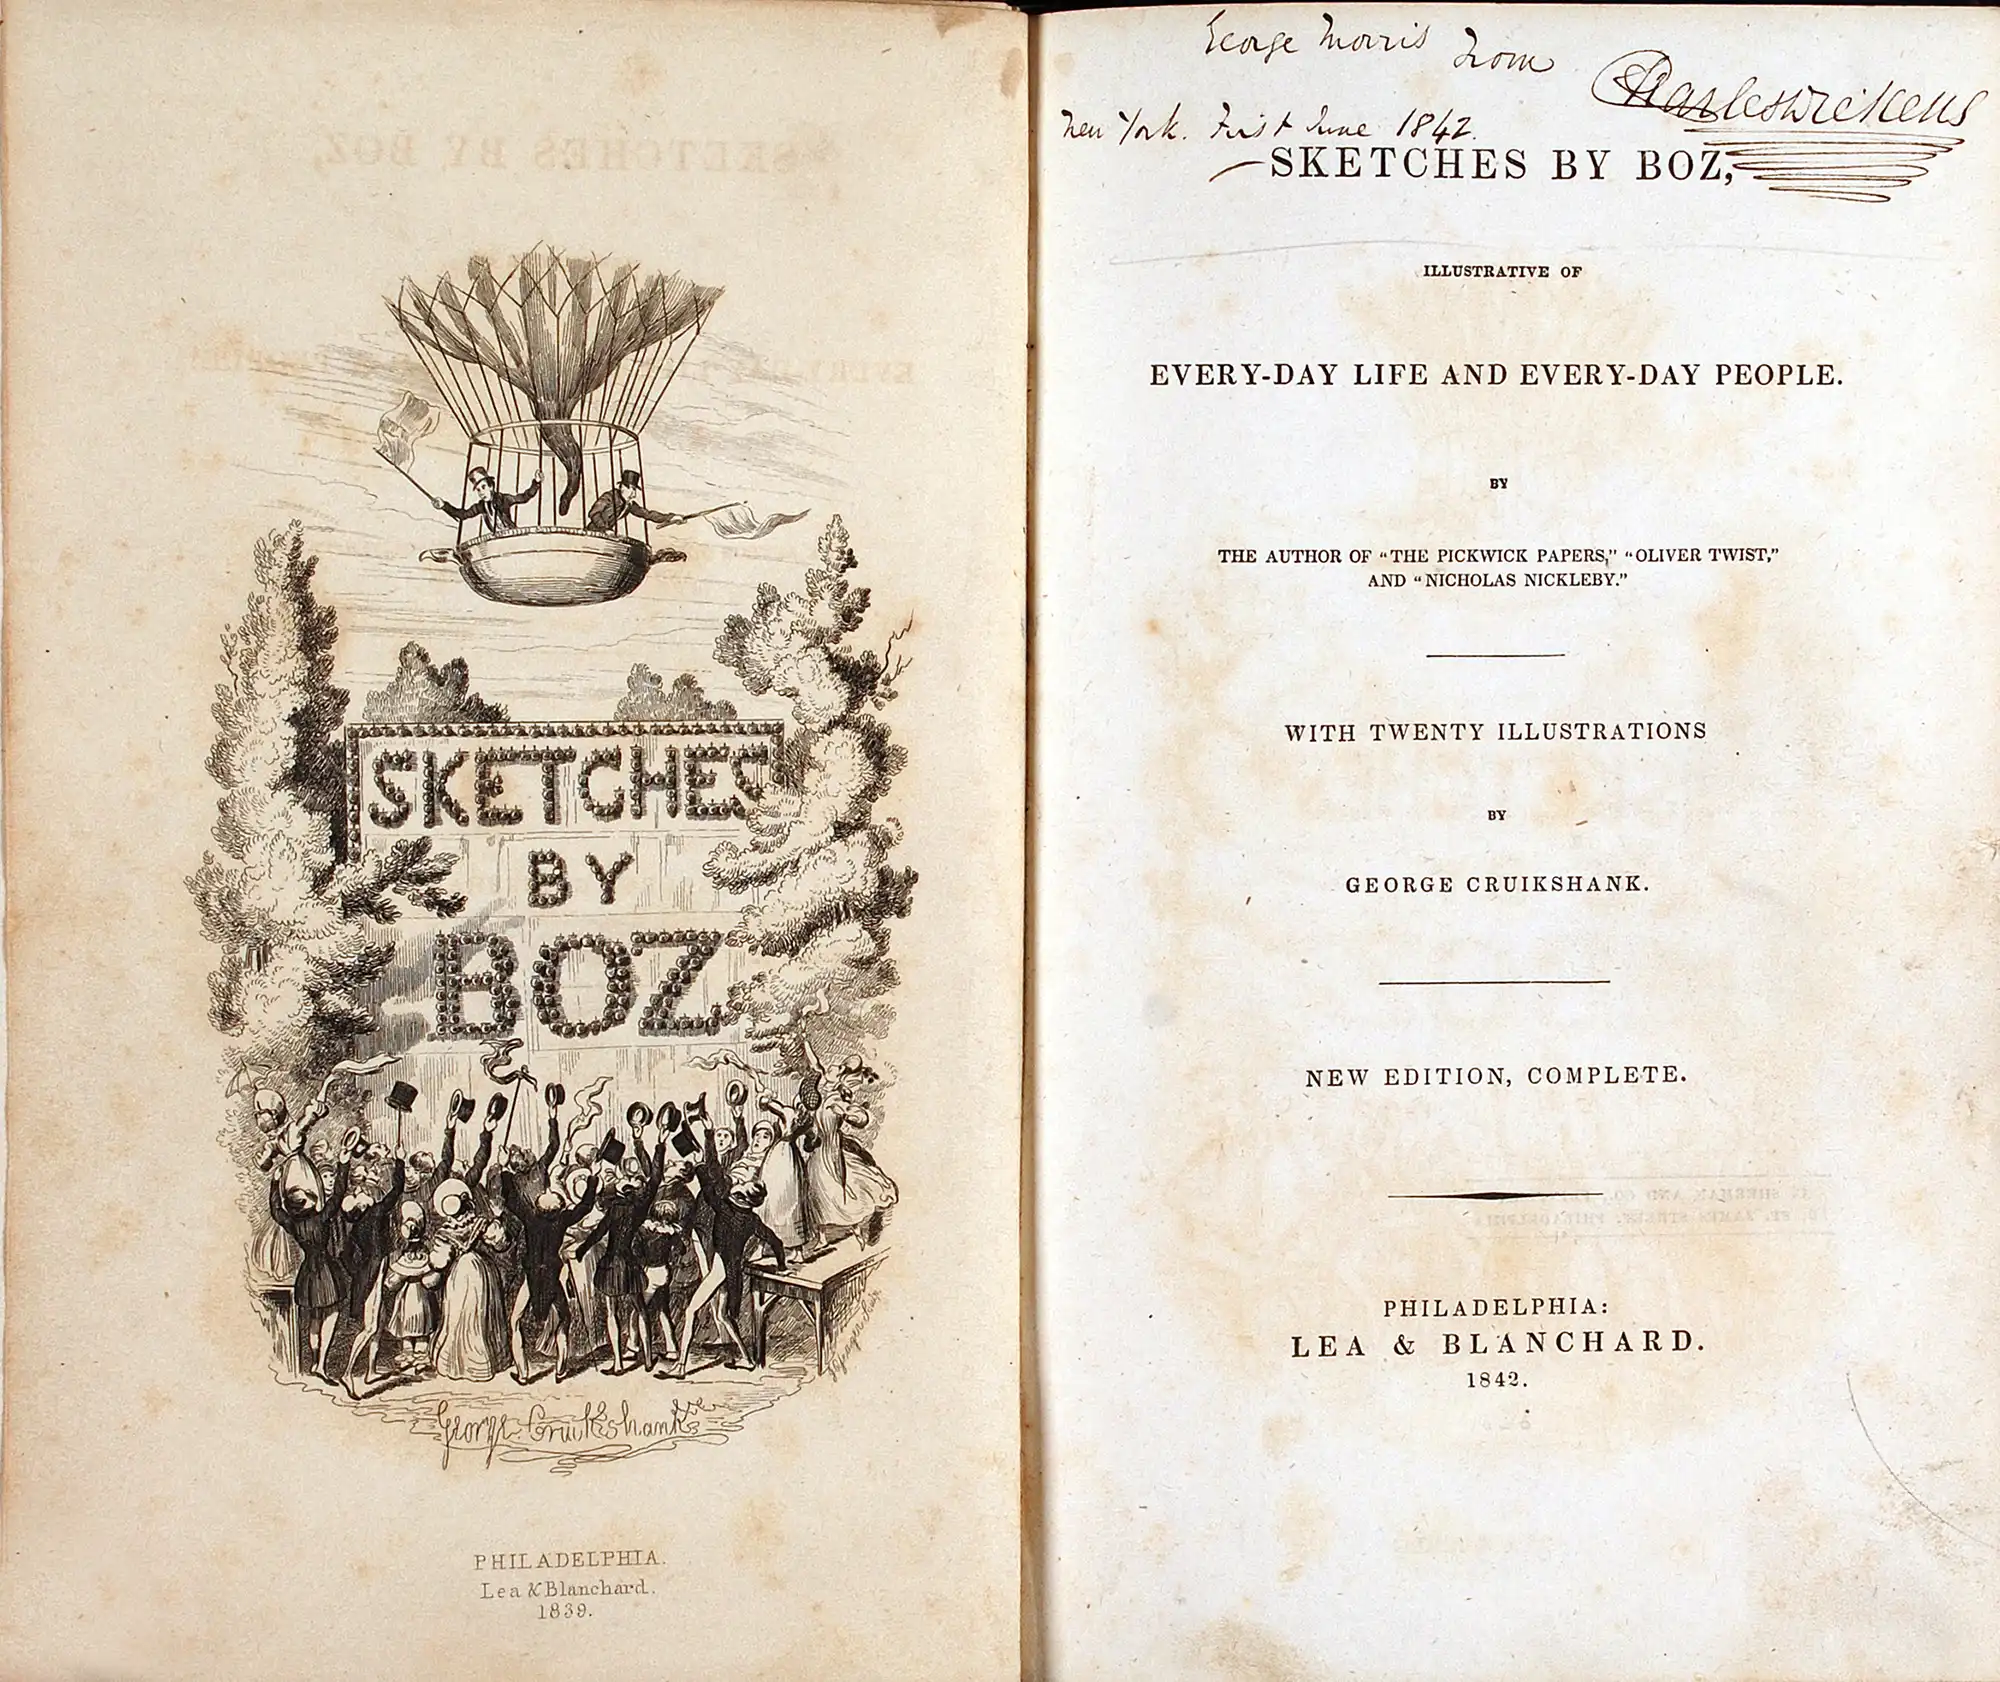 SKETCHES
BY
BOZ
George Cruikshank
PHILADELPHIA.
Lea & Blanchard.
1839.
George Morris from
Charles Dickens
New York. First June 1842.
SKETCHES BY BOZ,
ILLUSTRATIVE OF
EVERY-DAY LIFE AND EVERY-DAY PEOPLE.
BY
THE AUTHOR OF "THE PICKWICK PAPERS," "OLIVER TWIST,"
AND "NICHOLAS NICKLEBY."
WITH TWENTY ILLUSTRATIONS
BY
GEORGE CRUIKSHANK.
NEW EDITION, COMPLETE.
PHILADELPHIA:
LEA & BLANCHARD.
1842.